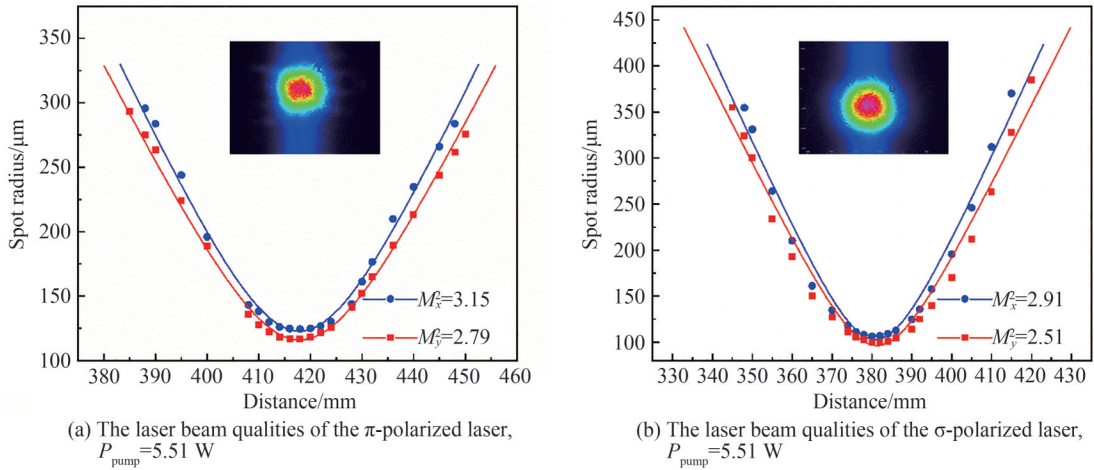 350
300
250
200
150
100
Spot radius/μm
M²x=3.15
M²y=2.79
380 390 400 410 420 430 440 450 460
Distance/mm
(a) The laser beam qualities of the π-polarized laser,
Ppump=5.51 W
450
400
350
300
250
200
150
100
Spot radius/μm
M²x=2.91
M²y=2.51
330 340 350 360 370 380 390 400 410 420 430
Distance/mm
(b) The laser beam qualities of the σ-polarized laser,
Ppump=5.51 W